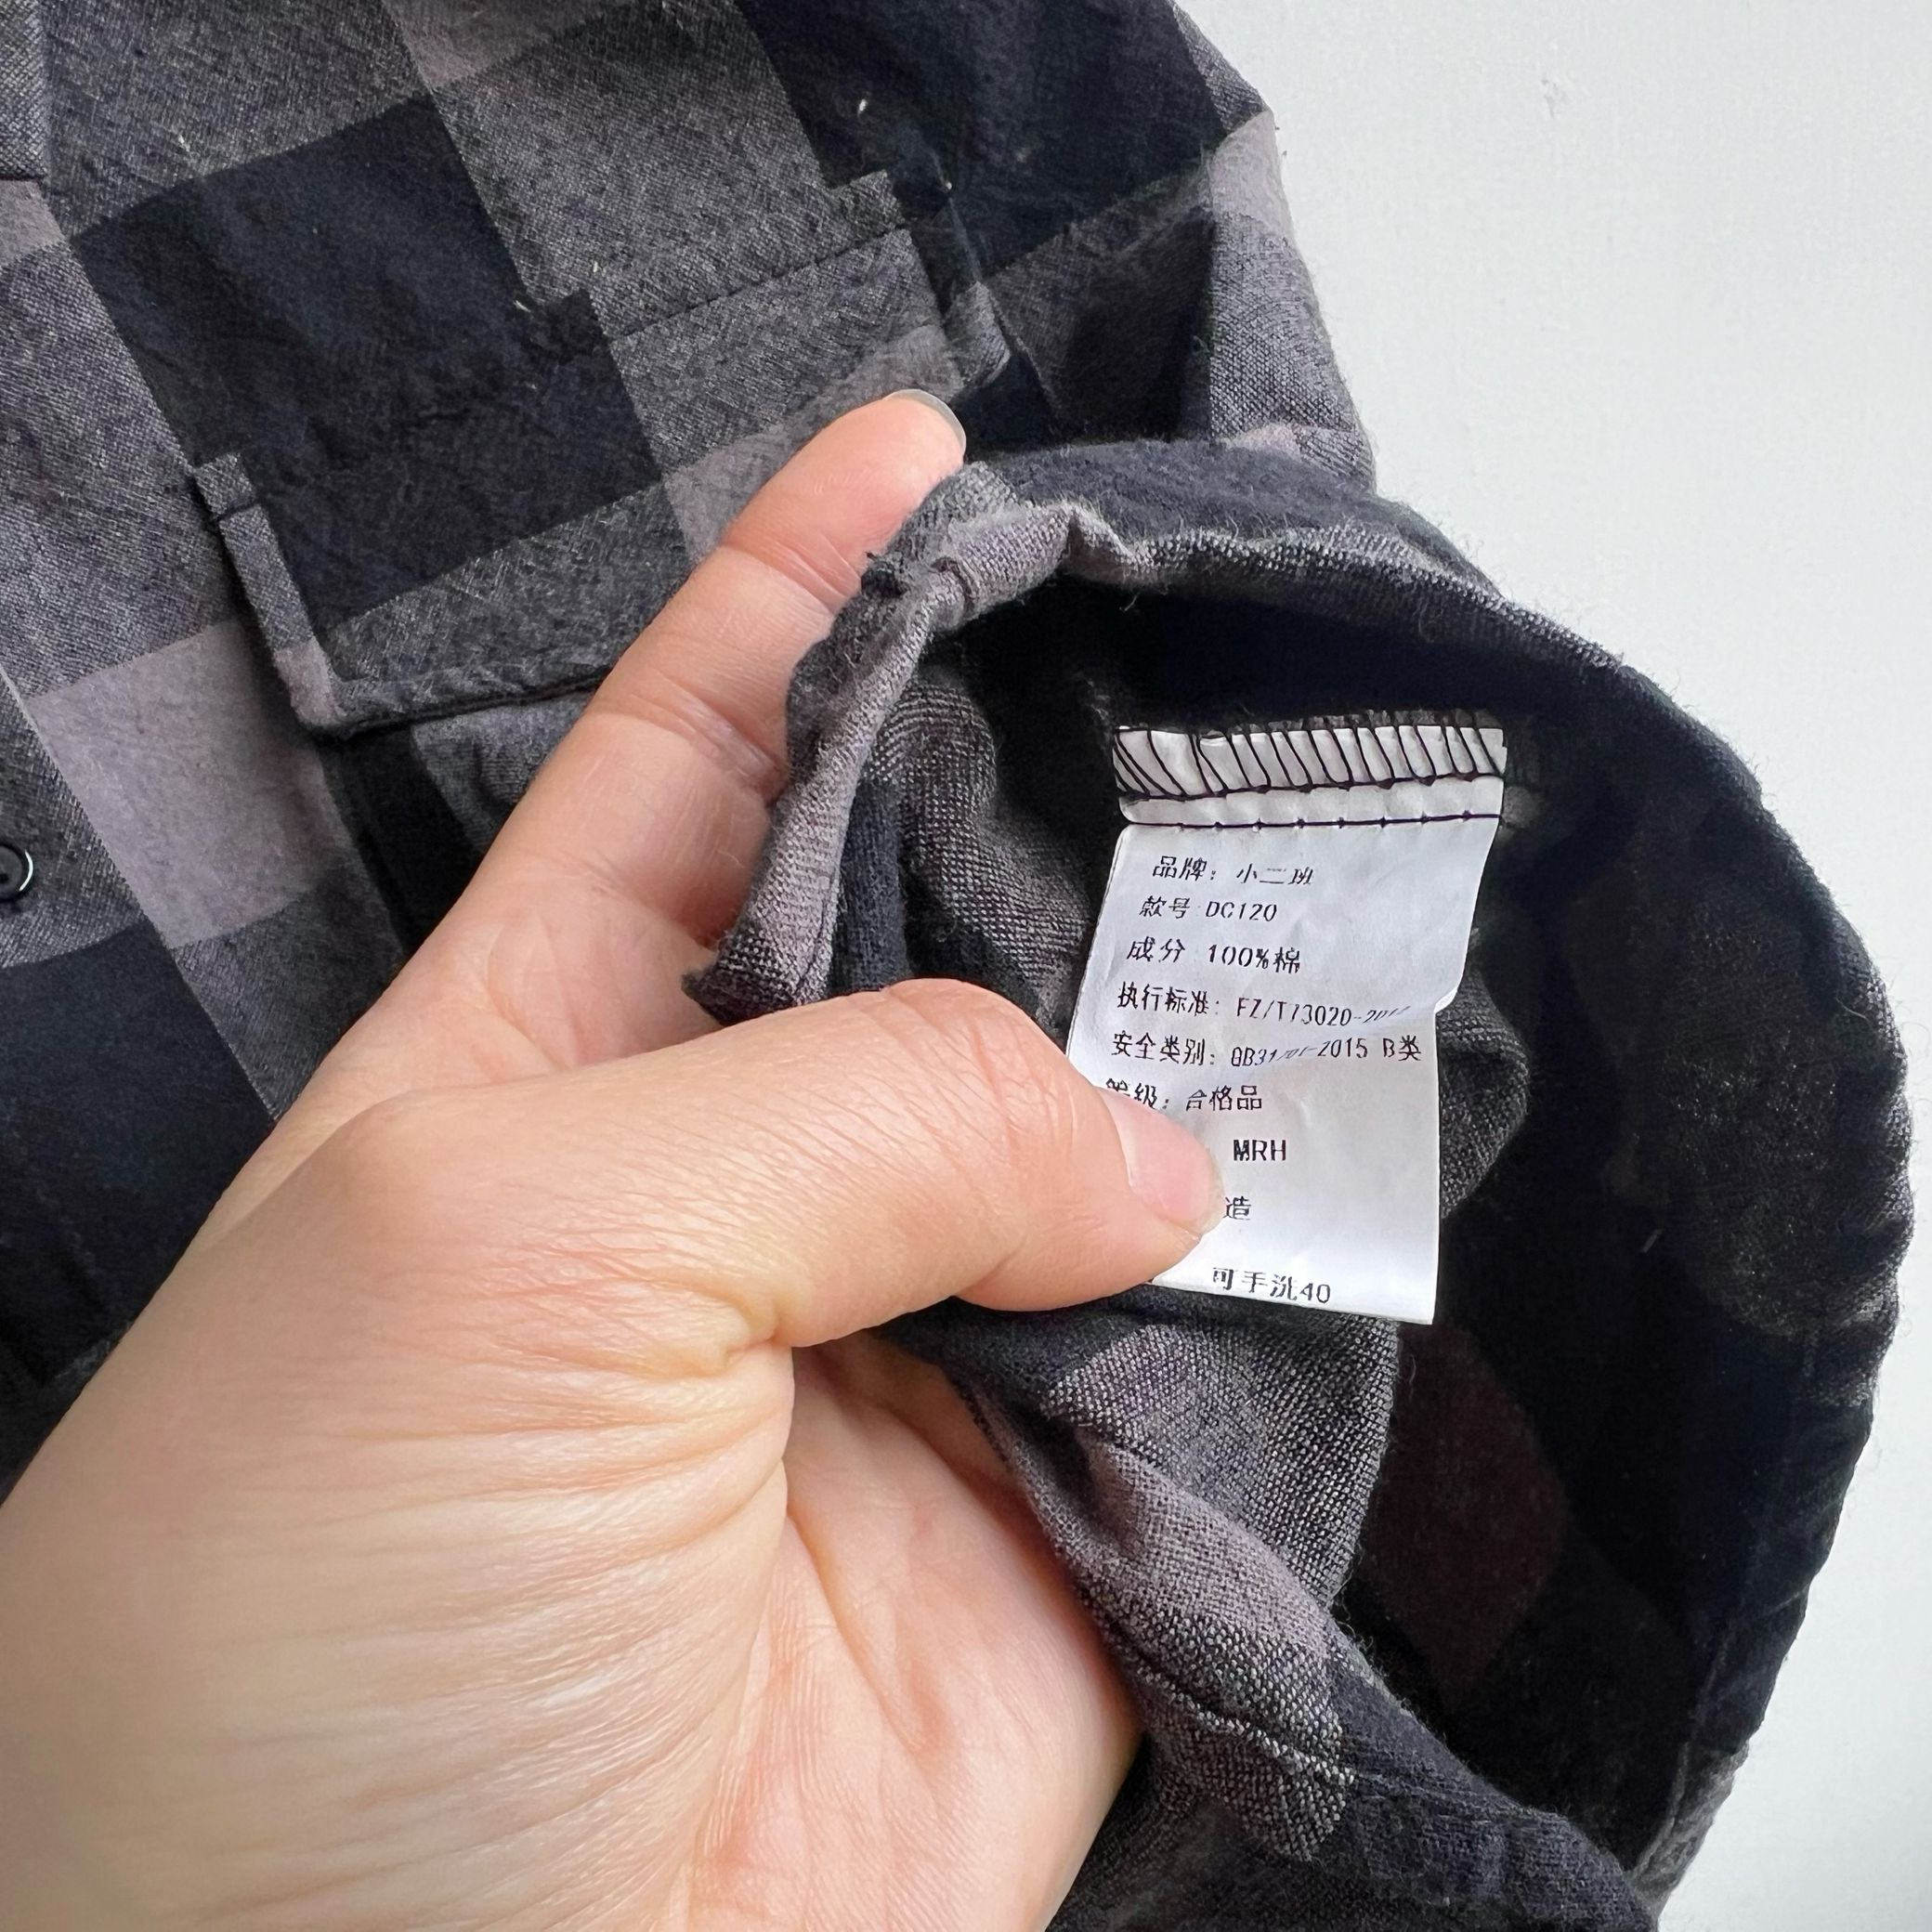 品牌：小二班
款号 DC120
成分 100%棉
执行标准：FZ/T73020-
安全类别： -2015 B类
等级：合格品
MRH
造
可手洗40